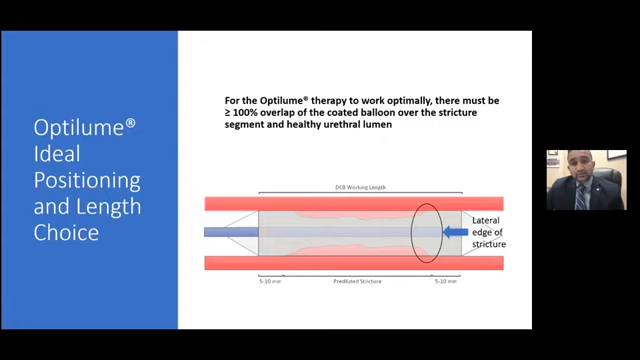 Optilume®
Ideal
Positioning
and Length
Choice
For the Optilume® therapy to work optimally, there must be
≥ 100% overlap of the coated balloon over the stricture
segment and healthy urethral lumen
DCB Working Length
Lateral
edge of
stricture
5-10 mm
Predilated Stricture
5-10 mm